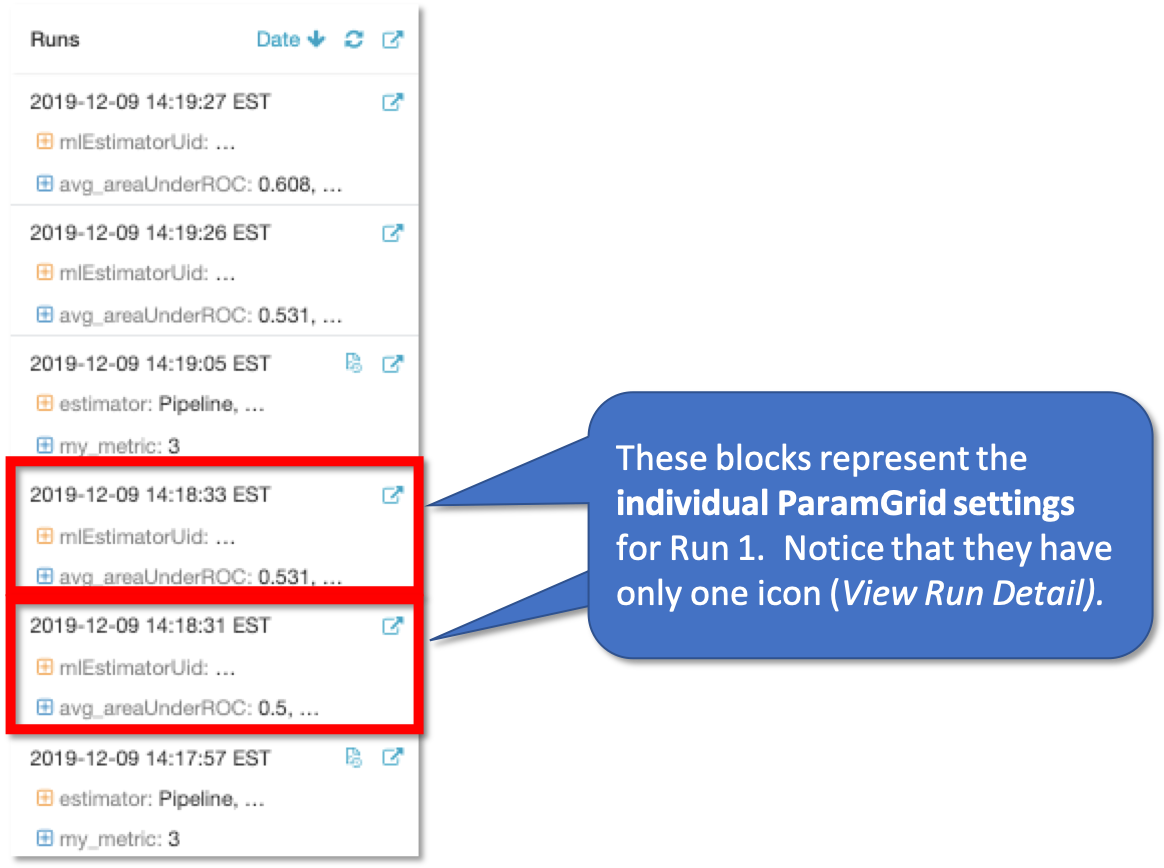 Runs Date
2019-12-09 14:19:27 EST
mlEstimatorUid: ...
avg_areaUnderROC: 0.608, ...
2019-12-09 14:19:26 EST
mlEstimatorUid: ...
avg_areaUnderROC: 0.531, ...
2019-12-09 14:19:05 EST
estimator: Pipeline, ...
my_metric: 3
2019-12-09 14:18:33 EST
mlEstimatorUid: ...
avg_areaUnderROC: 0.531, ...
2019-12-09 14:18:31 EST
mlEstimatorUid: ...
avg_areaUnderROC: 0.5, ...
2019-12-09 14:17:57 EST
estimator: Pipeline, ...
my_metric: 3
These blocks represent the
individual ParamGrid settings
for Run 1. Notice that they have
only one icon (View Run Detail).